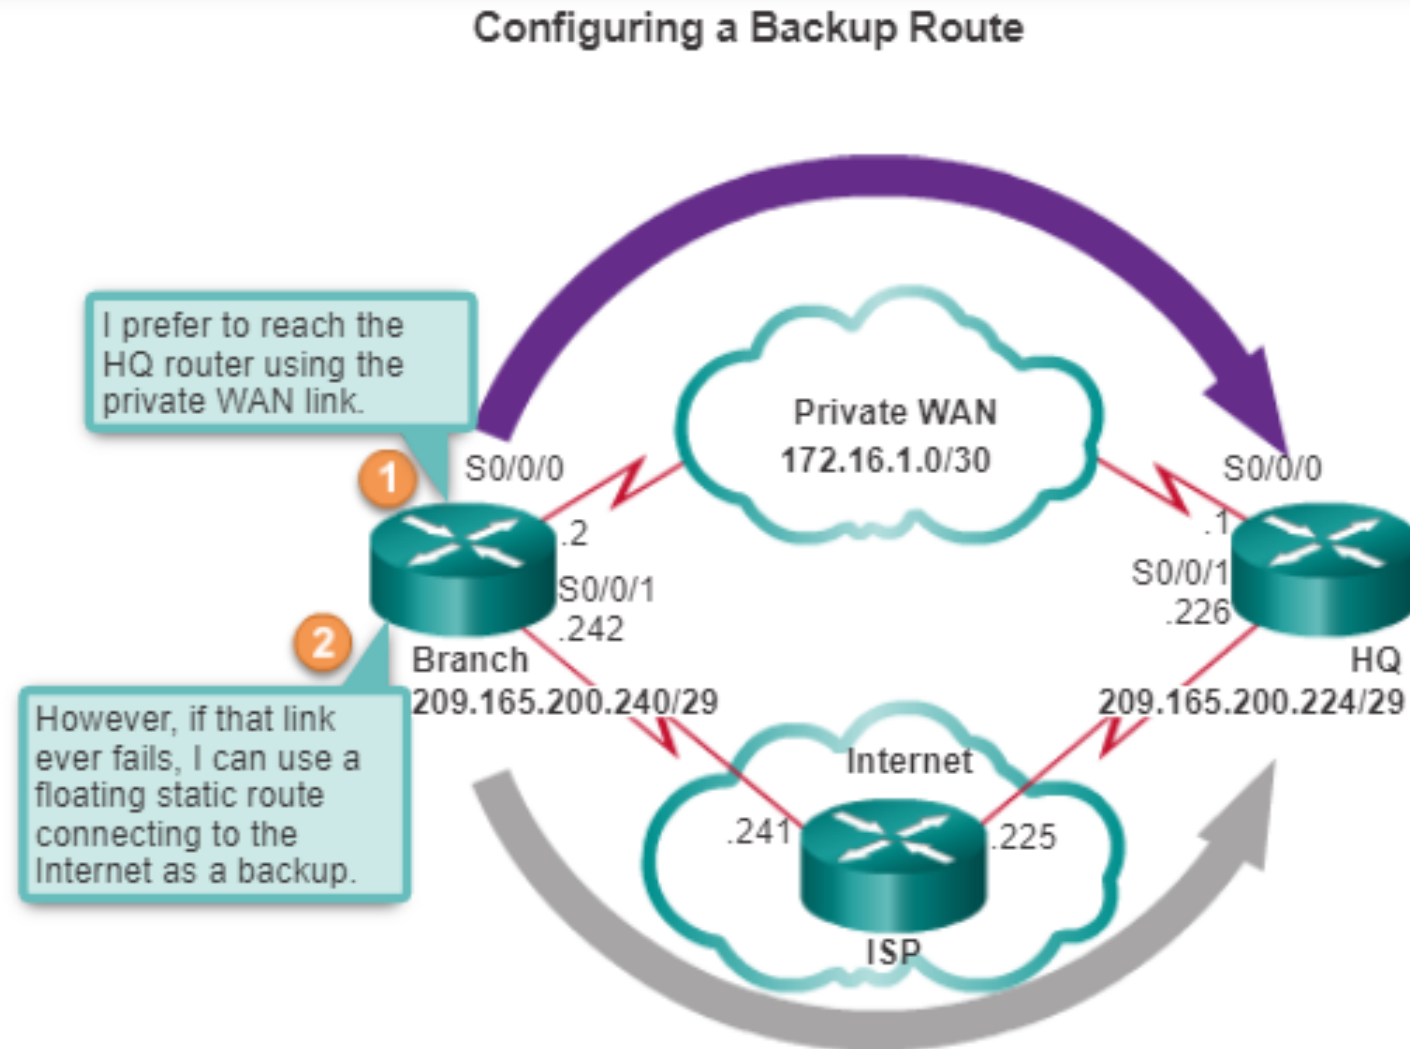 Configuring a Backup Route
I prefer to reach the
HQ router using the
private WAN link.
1
S0/0/0
Private WAN
172.16.1.0/30
S0/0/0
.2
.1
S0/0/1
.242
S0/0/1
.226
2
Branch
HQ
209.165.200.240/29
209.165.200.224/29
However, if that link
ever fails, I can use a
floating static route
connecting to the
Internet as a backup.
Internet
.241
.225
ISP